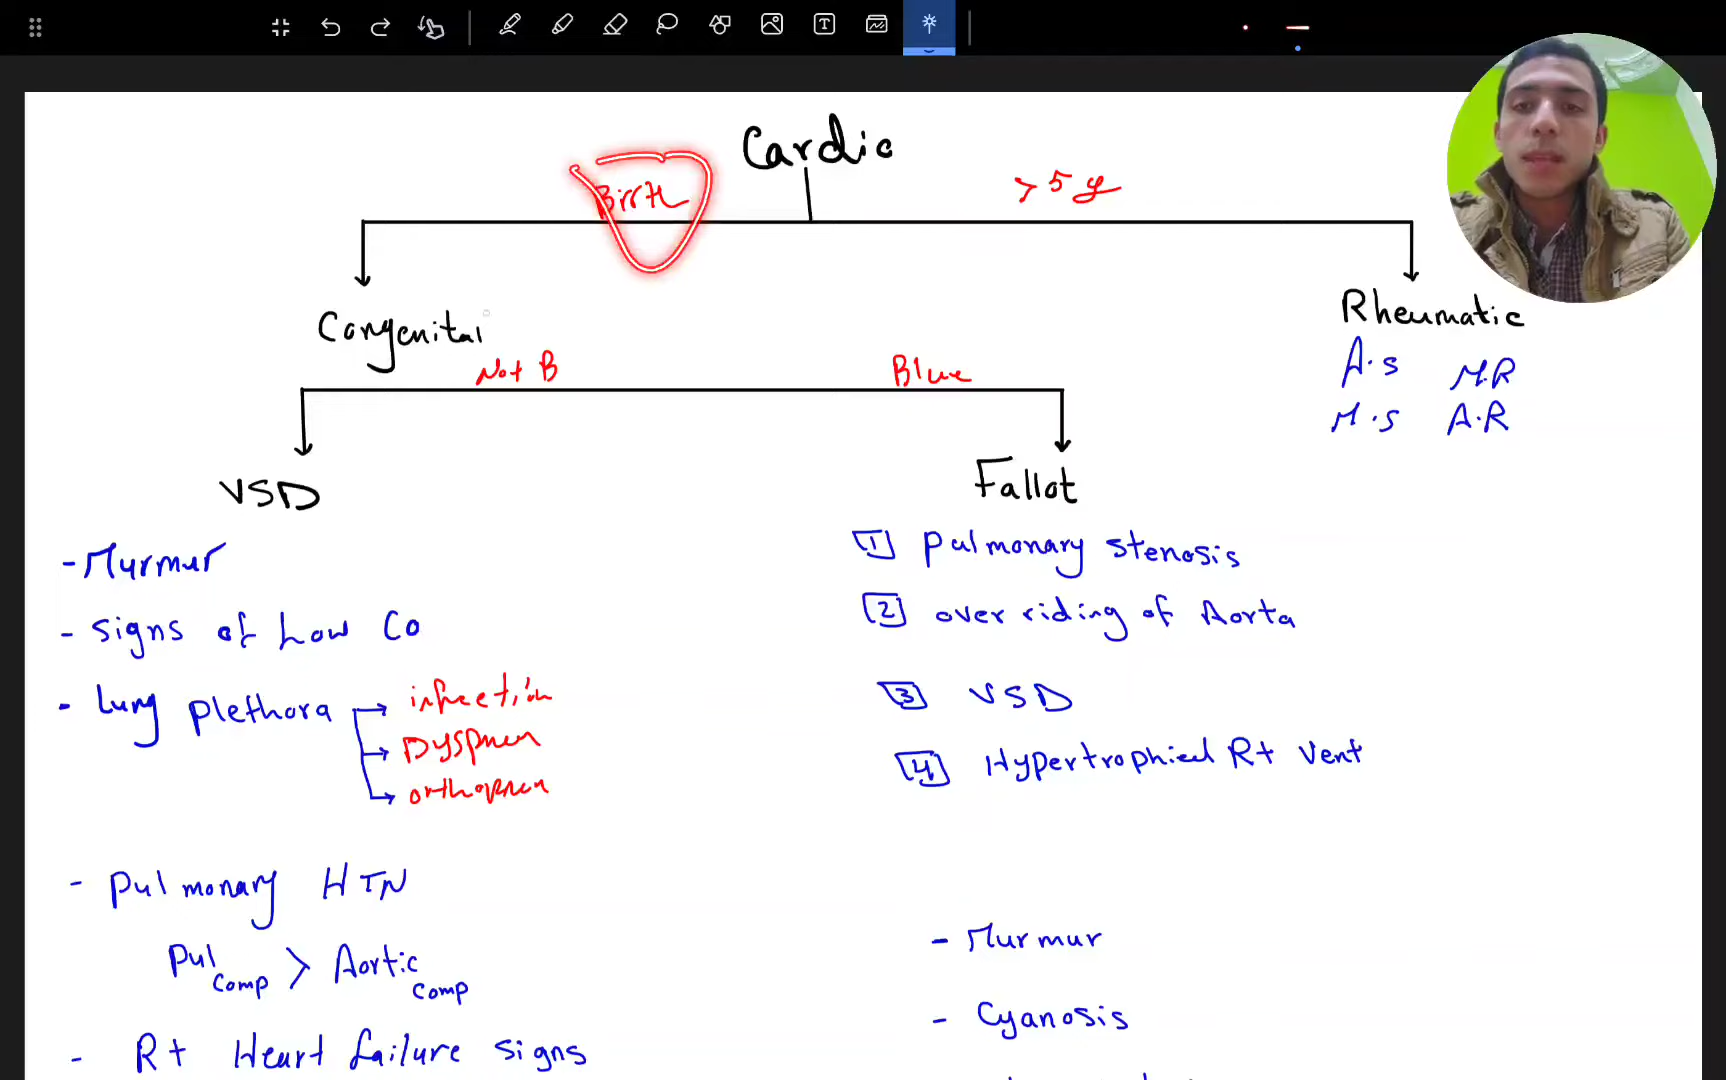 Cardic
Birth
> 5 y
Congenital
Rheumatic
A.S M.R
M.S A.R
Not B
Blue
VSD
- Murmur
- Signs of Low CO
- Lung plethora
infection
Dyspnea
orthopnea
- Pulmonary HTN
Pul comp > Aortic comp
- Rt Heart failure signs
Fallot
1 Pulmonary stenosis
2 over riding of Aorta
3 VSD
4 Hypertrophied Rt Vent
- Murmur
- Cyanosis